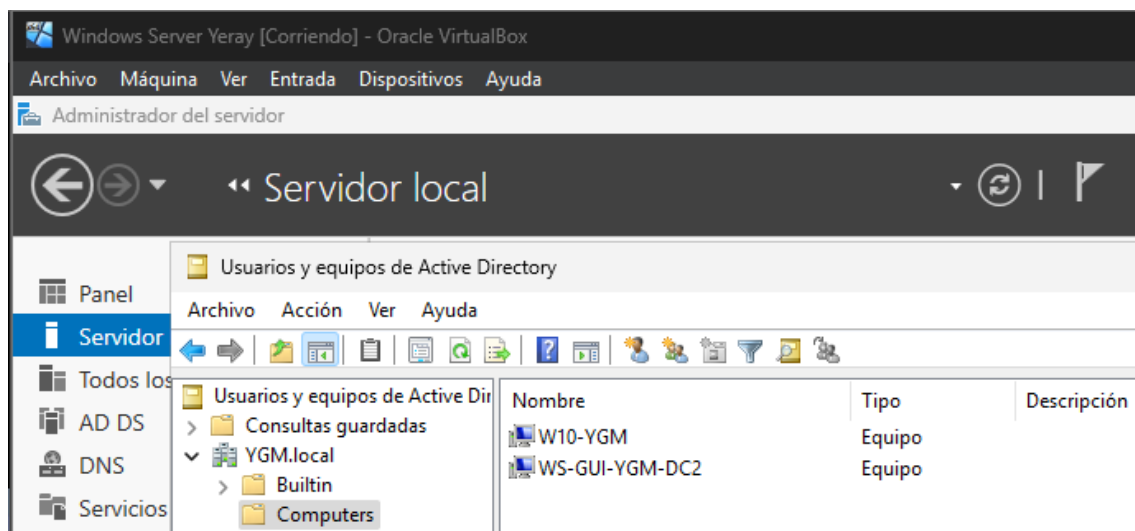 Windows Server Yeray [Corriendo] - Oracle VirtualBox
Archivo Máquina Ver Entrada Dispositivos Ayuda
Administrador del servidor
Servidor local
Panel
Servidor
Todos los
AD DS
DNS
Servicios
Usuarios y equipos de Active Directory
Archivo Acción Ver Ayuda
Usuarios y equipos de Active Dir
Consultas guardadas
YGM.local
Builtin
Computers
Nombre Tipo Descripción
W10-YGM Equipo
WS-GUI-YGM-DC2 Equipo